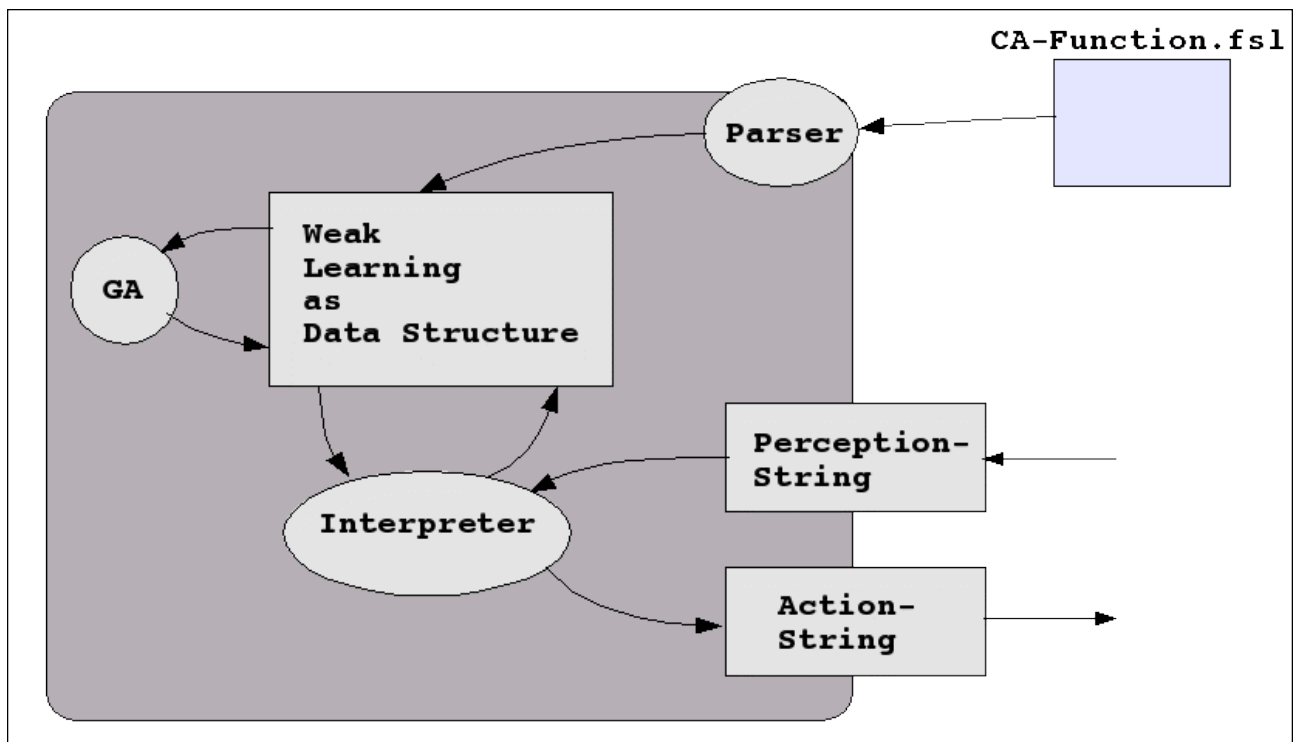 CA-Function.fsl
Parser
Weak
Learning
as
Data Structure
GA
Perception-
String
Interpreter
Action-
String